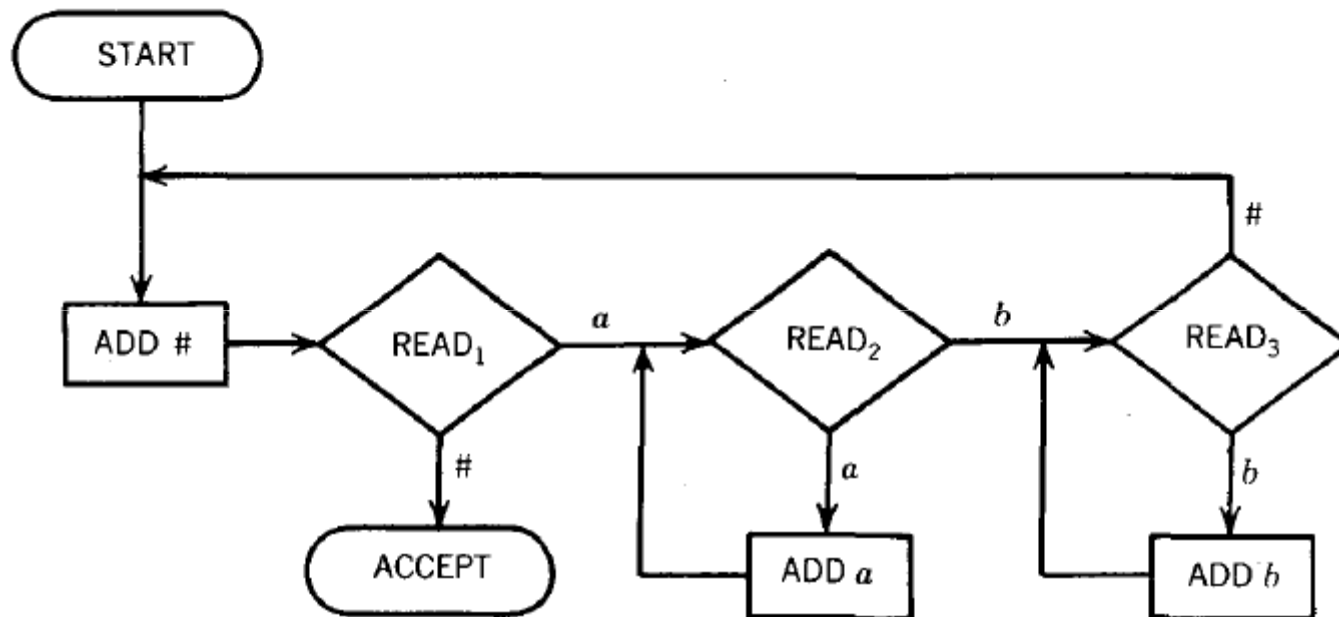 START
#
ADD # READ₁ a READ₂ b READ₃
# a b
ACCEPT ADD a ADD b